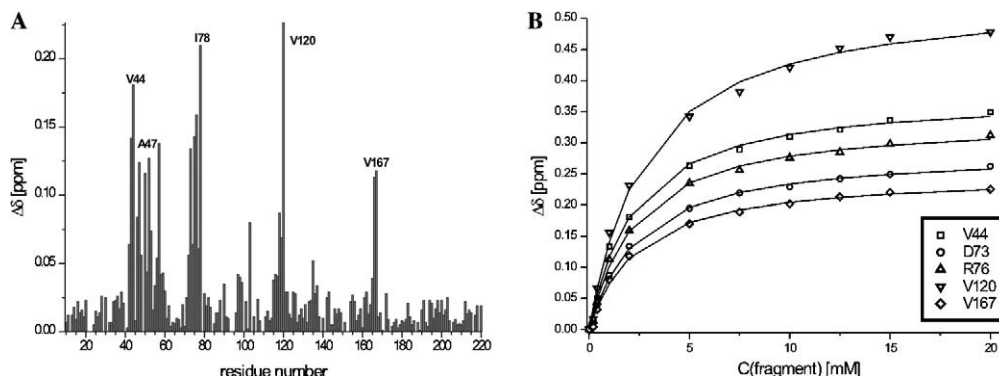 A
Δδ [ppm]
0.20
0.15
0.10
0.05
0.00
V44
A47
I78
V120
V167
20 40 60 80 100 120 140 160 180 200 220
residue number
B
Δδ [ppm]
0.50
0.45
0.40
0.35
0.30
0.25
0.20
0.15
0.10
0.05
0.00
V44
D73
R76
V120
V167
0 5 10 15 20
C(fragment) [mM]